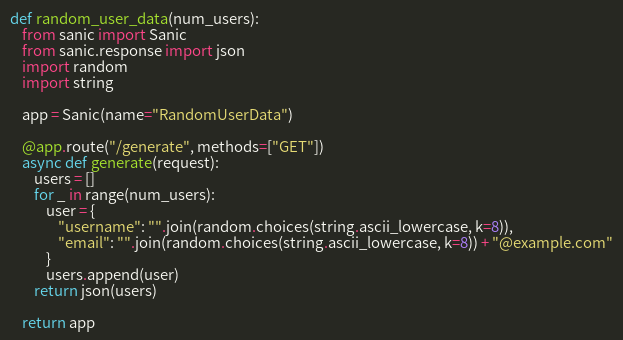 def random_user_data(num_users):
    from sanic import Sanic
    from sanic.response import json
    import random
    import string

    app = Sanic(name="RandomUserData")

    @app.route("/generate", methods=["GET"])
    async def generate(request):
        users = []
        for _ in range(num_users):
            user = {
                "username": "".join(random.choices(string.ascii_lowercase, k=8)),
                "email": "".join(random.choices(string.ascii_lowercase, k=8)) + "@example.com"
            }
            users.append(user)
        return json(users)

    return app